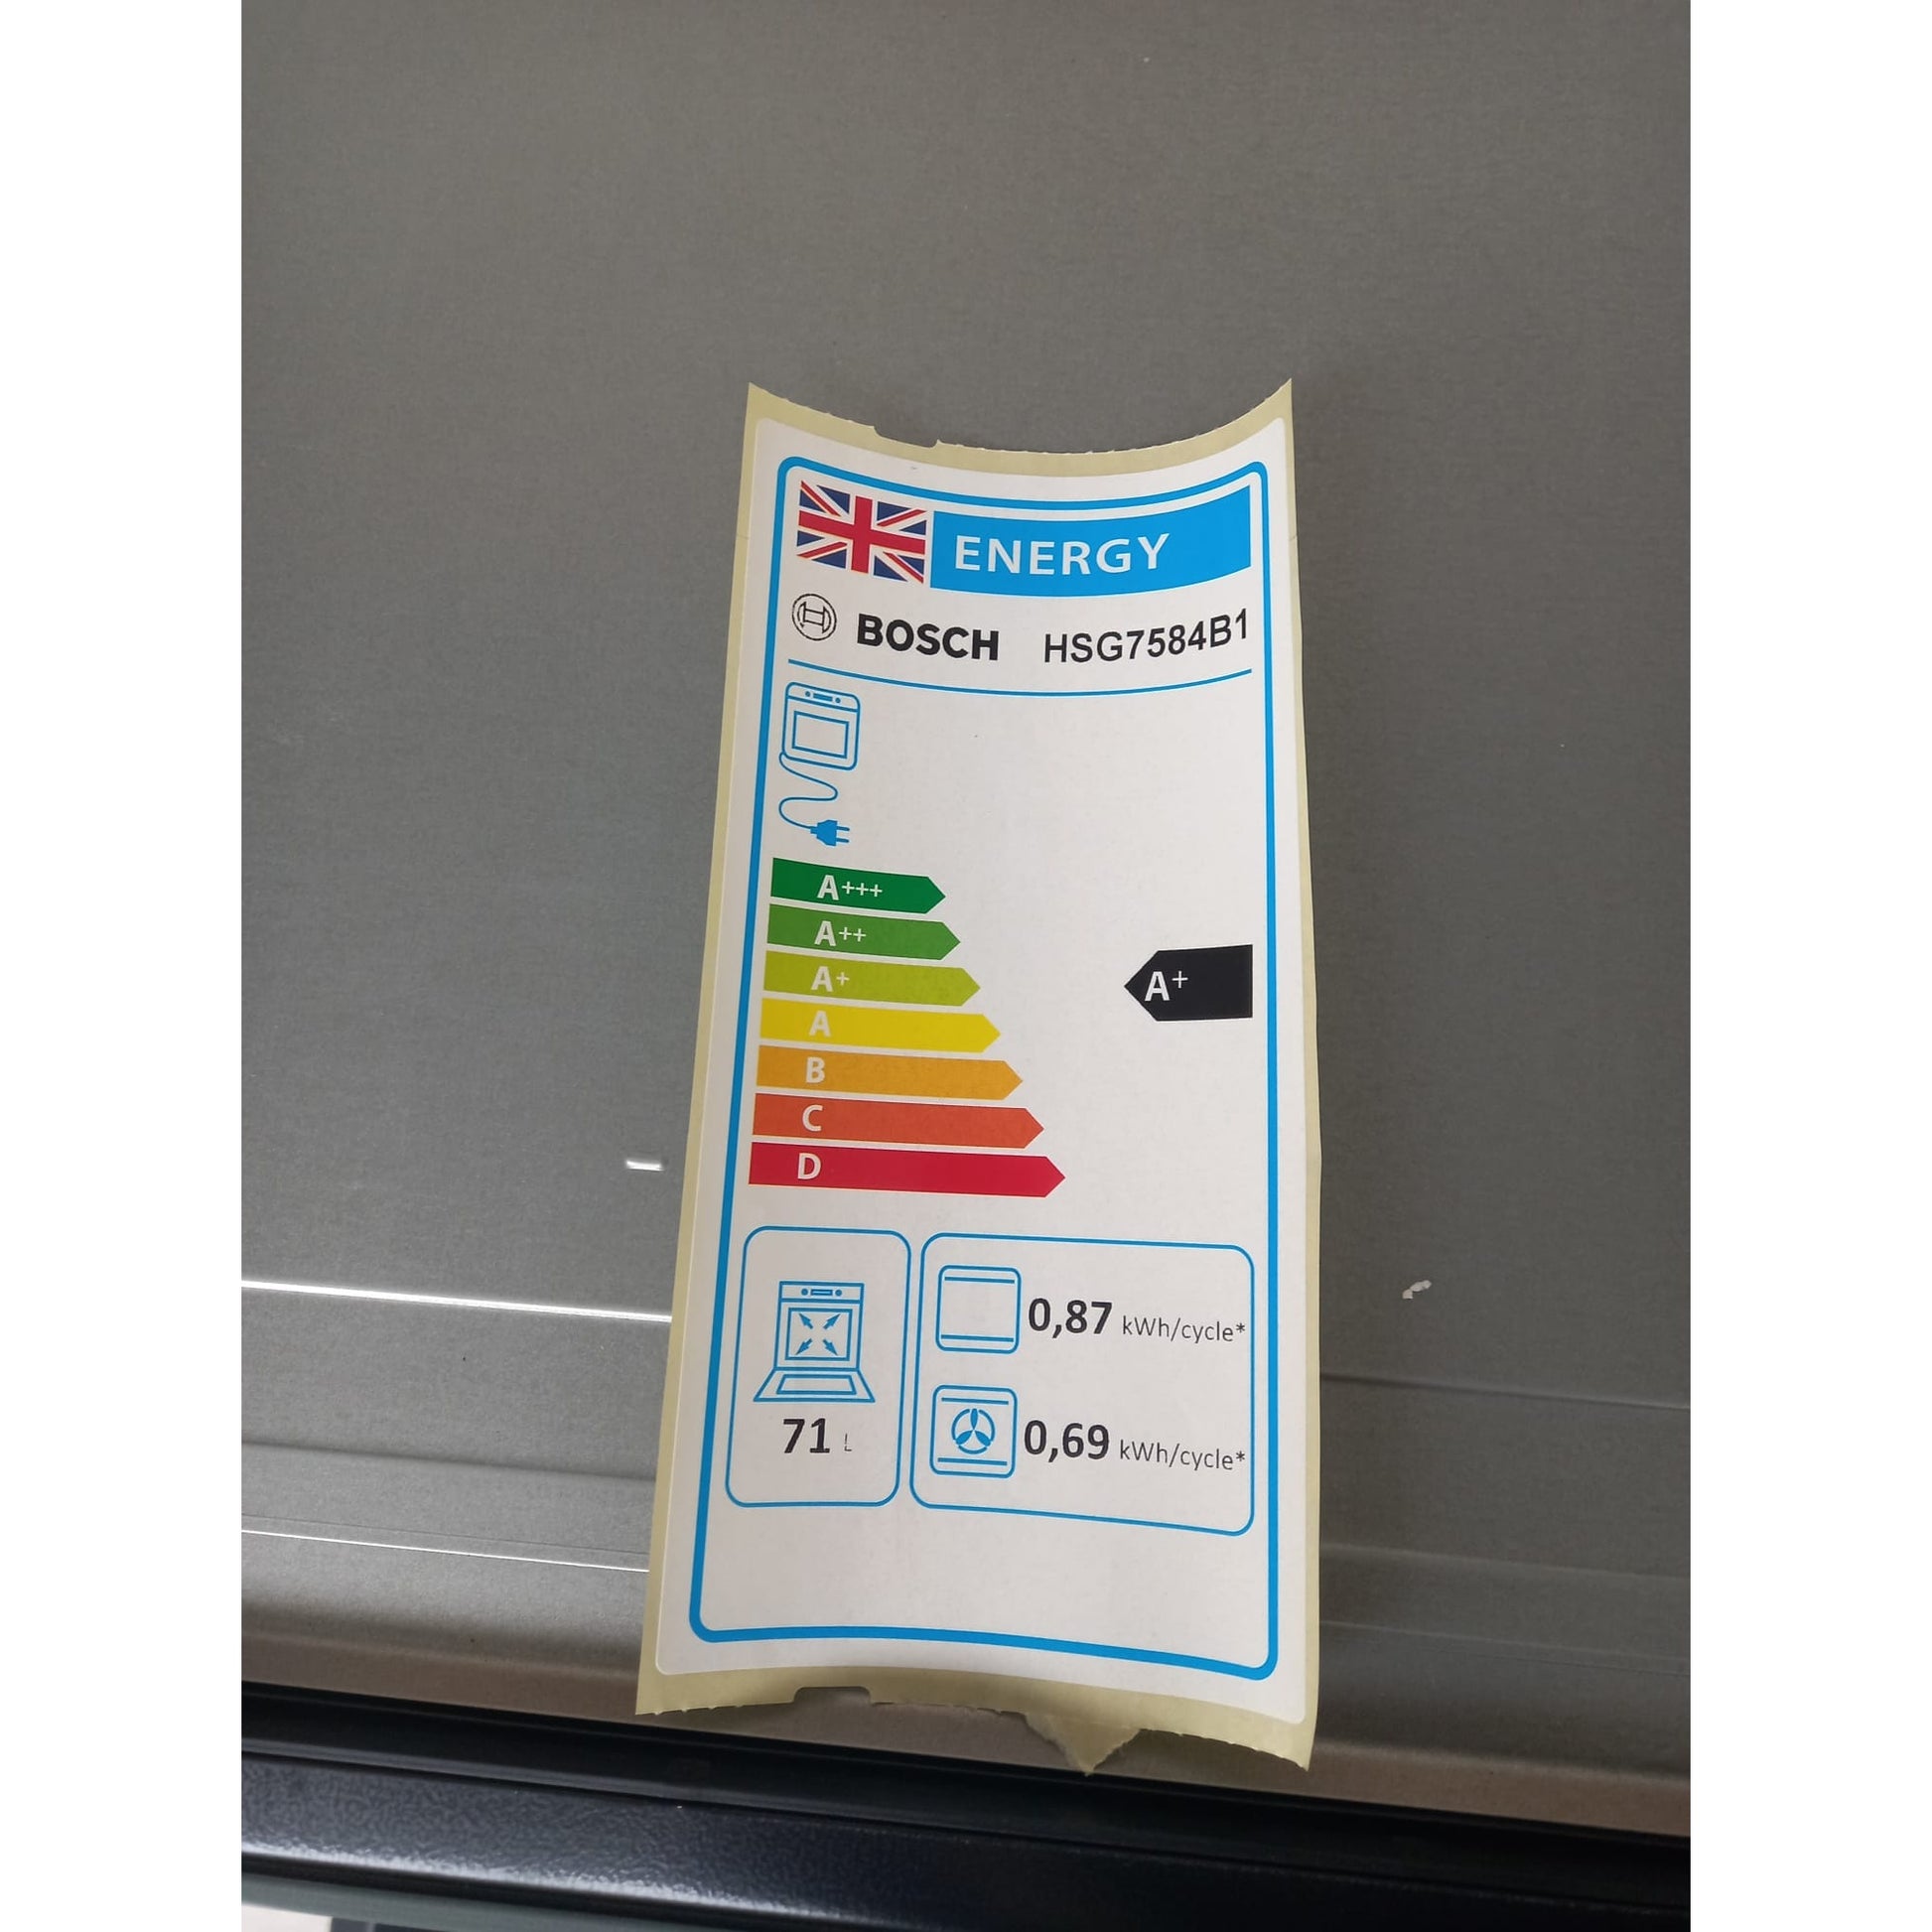 ENERGY
BOSCH HSG7584B1
A+++
A++
A+
A+
A
B
C
D
0,87 kWh/cycle*
71 L
0,69 kWh/cycle*